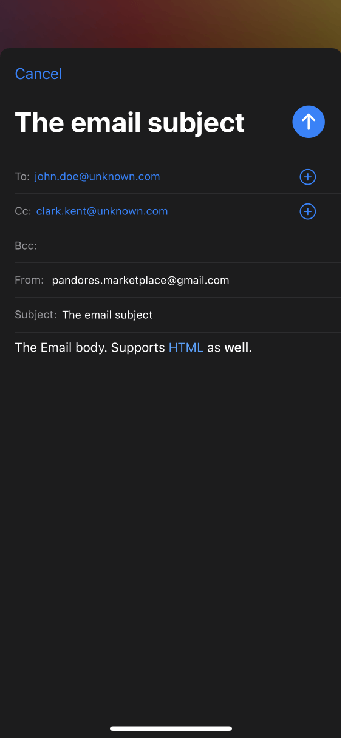 Cancel
The email subject
To: john.doe@unknown.com
Cc: clark.kent@unknown.com
Bcc:
From: pandores.marketplace@gmail.com
Subject: The email subject
The Email body. Supports HTML as well.